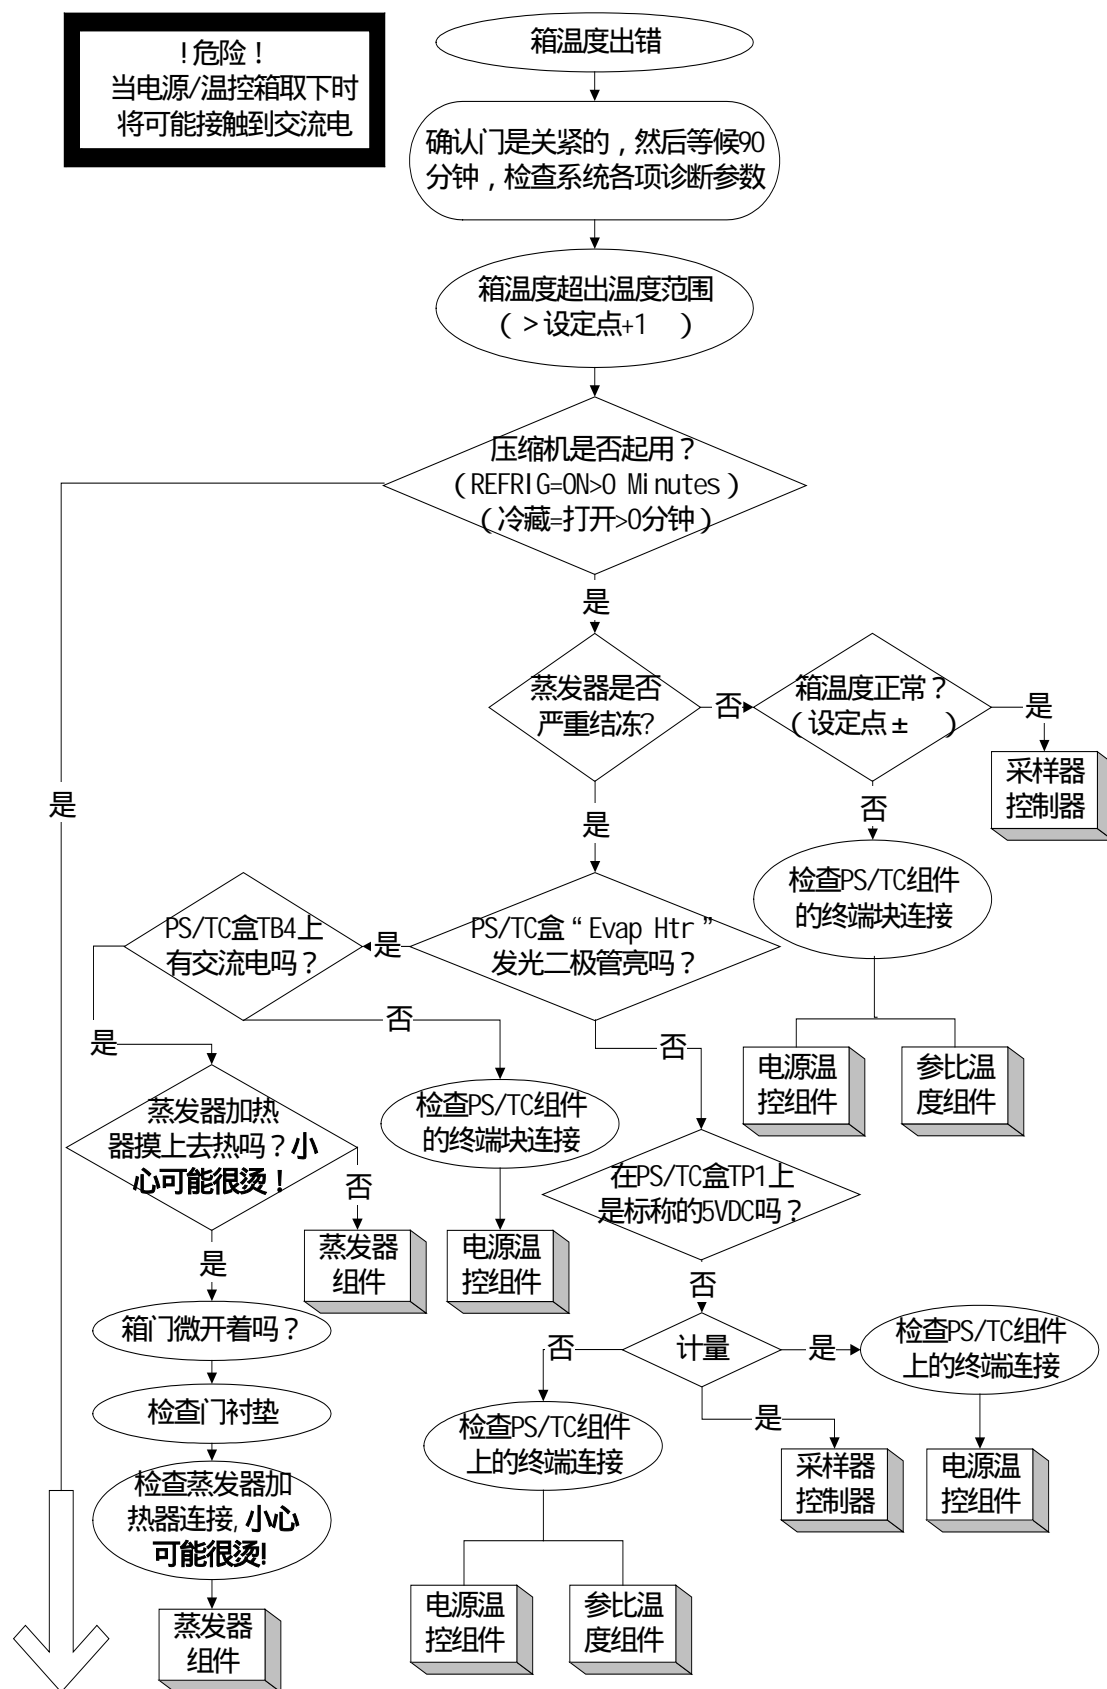 !危险!
当电源/温控箱取下时
将可能接触到交流电
箱温度出错
确认门是关紧的,然后等候90
分钟,检查系统各项诊断参数
箱温度超出温度范围
(>设定点+1 )
压缩机是否起用?
(REFRIG=ON>0 Minutes)
(冷藏=打开>0分钟)
是
是
蒸发器是否
严重结冻?
否
箱温度正常?
(设定点± )
是
采样器
控制器
是
否
检查PS/TC组件
的终端块连接
PS/TC盒TB4上
有交流电吗?
是
PS/TC盒“Evap Htr”
发光二极管亮吗?
是
否
否
电源温
控组件
参比温
度组件
蒸发器加热
器摸上去热吗?小
心可能很烫!
检查PS/TC组件
的终端块连接
在PS/TC盒TP1上
是标称的5VDC吗?
否
是
蒸发器
组件
电源温
控组件
否
箱门微开着吗?
否
计量
是
检查PS/TC组件
上的终端连接
检查门衬垫
检查PS/TC组件
上的终端连接
是
检查蒸发器加
热器连接,小心
可能很烫!
采样器
控制器
电源温
控组件
蒸发器
组件
电源温
控组件
参比温
度组件